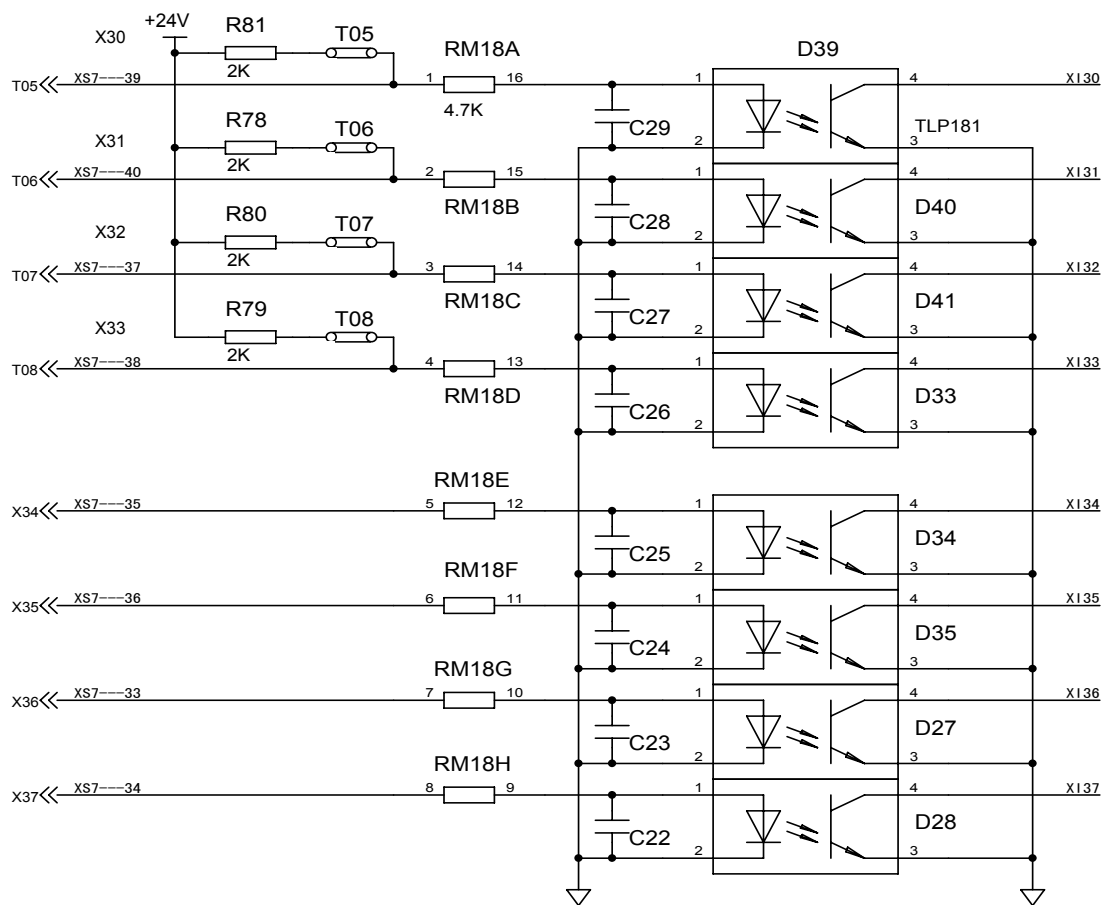 +24V
X30 R81 T05 RM18A D39
T05 XS7---39 2K 1 16 4.7K 1 4 XI30
C29 TLP181
X31 R78 T06 2 3
T06 XS7---40 2K 2 15 1 4 XI31
RM18B C28 D40
X32 R80 T07 2 3
T07 XS7---37 2K 3 14 1 4 XI32
RM18C C27 D41
X33 R79 T08 2 3
T08 XS7---38 2K 4 13 1 4 XI33
RM18D C26 D33
2 3
RM18E
X34 XS7---35 5 12 1 4 XI34
C25 D34
RM18F 2 3
X35 XS7---36 6 11 1 4 XI35
C24 D35
RM18G 2 3
X36 XS7---33 7 10 1 4 XI36
C23 D27
RM18H 2 3
X37 XS7---34 8 9 1 4 XI37
C22 D28
2 3